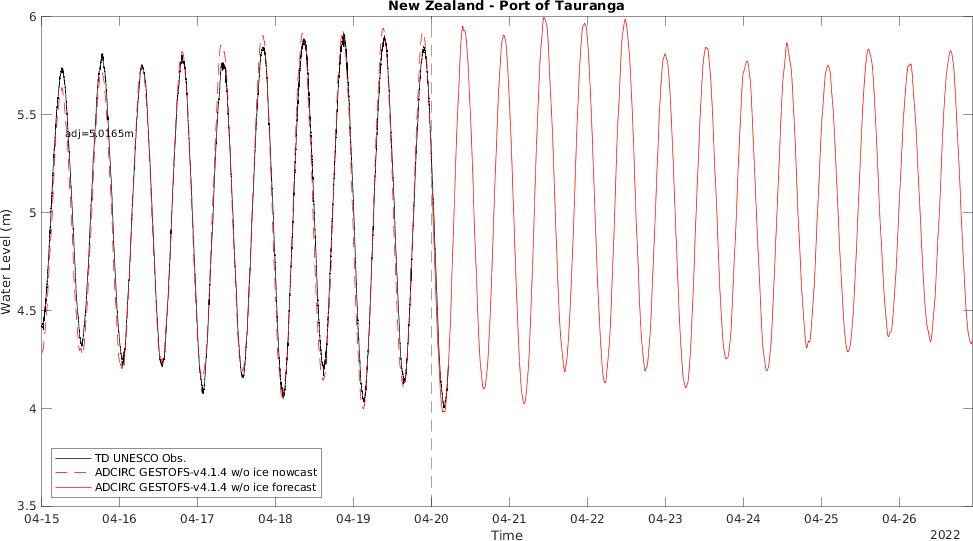 New Zealand - Port of Tauranga
6
5.5
5
4.5
4
3.5
Water Level (m)
adj=5.0165m
TD UNESCO Obs.
ADCIRC GESTOFS-v4.1.4 w/o ice nowcast
ADCIRC GESTOFS-v4.1.4 w/o ice forecast
04-15 04-16 04-17 04-18 04-19 04-20 04-21 04-22 04-23 04-24 04-25 04-26
Time
2022